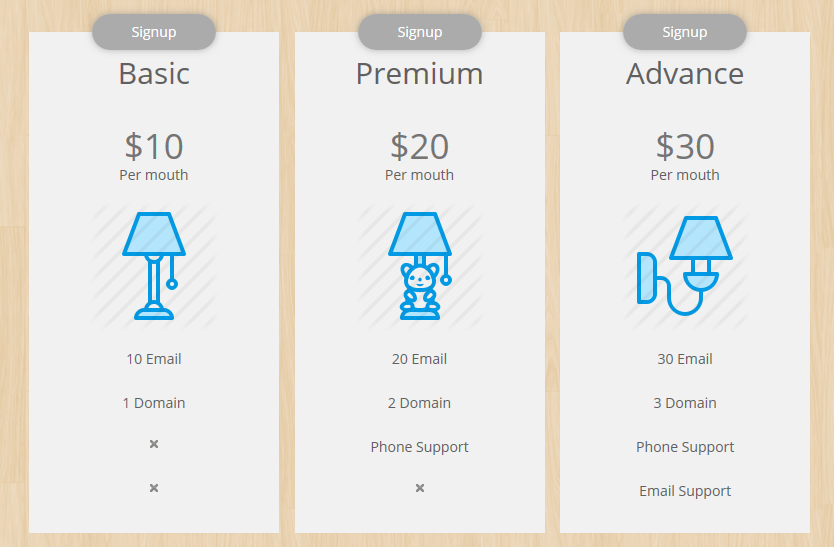 Signup
Basic
$10
Per mouth
10 Email
1 Domain
Signup
Premium
$20
Per mouth
20 Email
2 Domain
Phone Support
Signup
Advance
$30
Per mouth
30 Email
3 Domain
Phone Support
Email Support